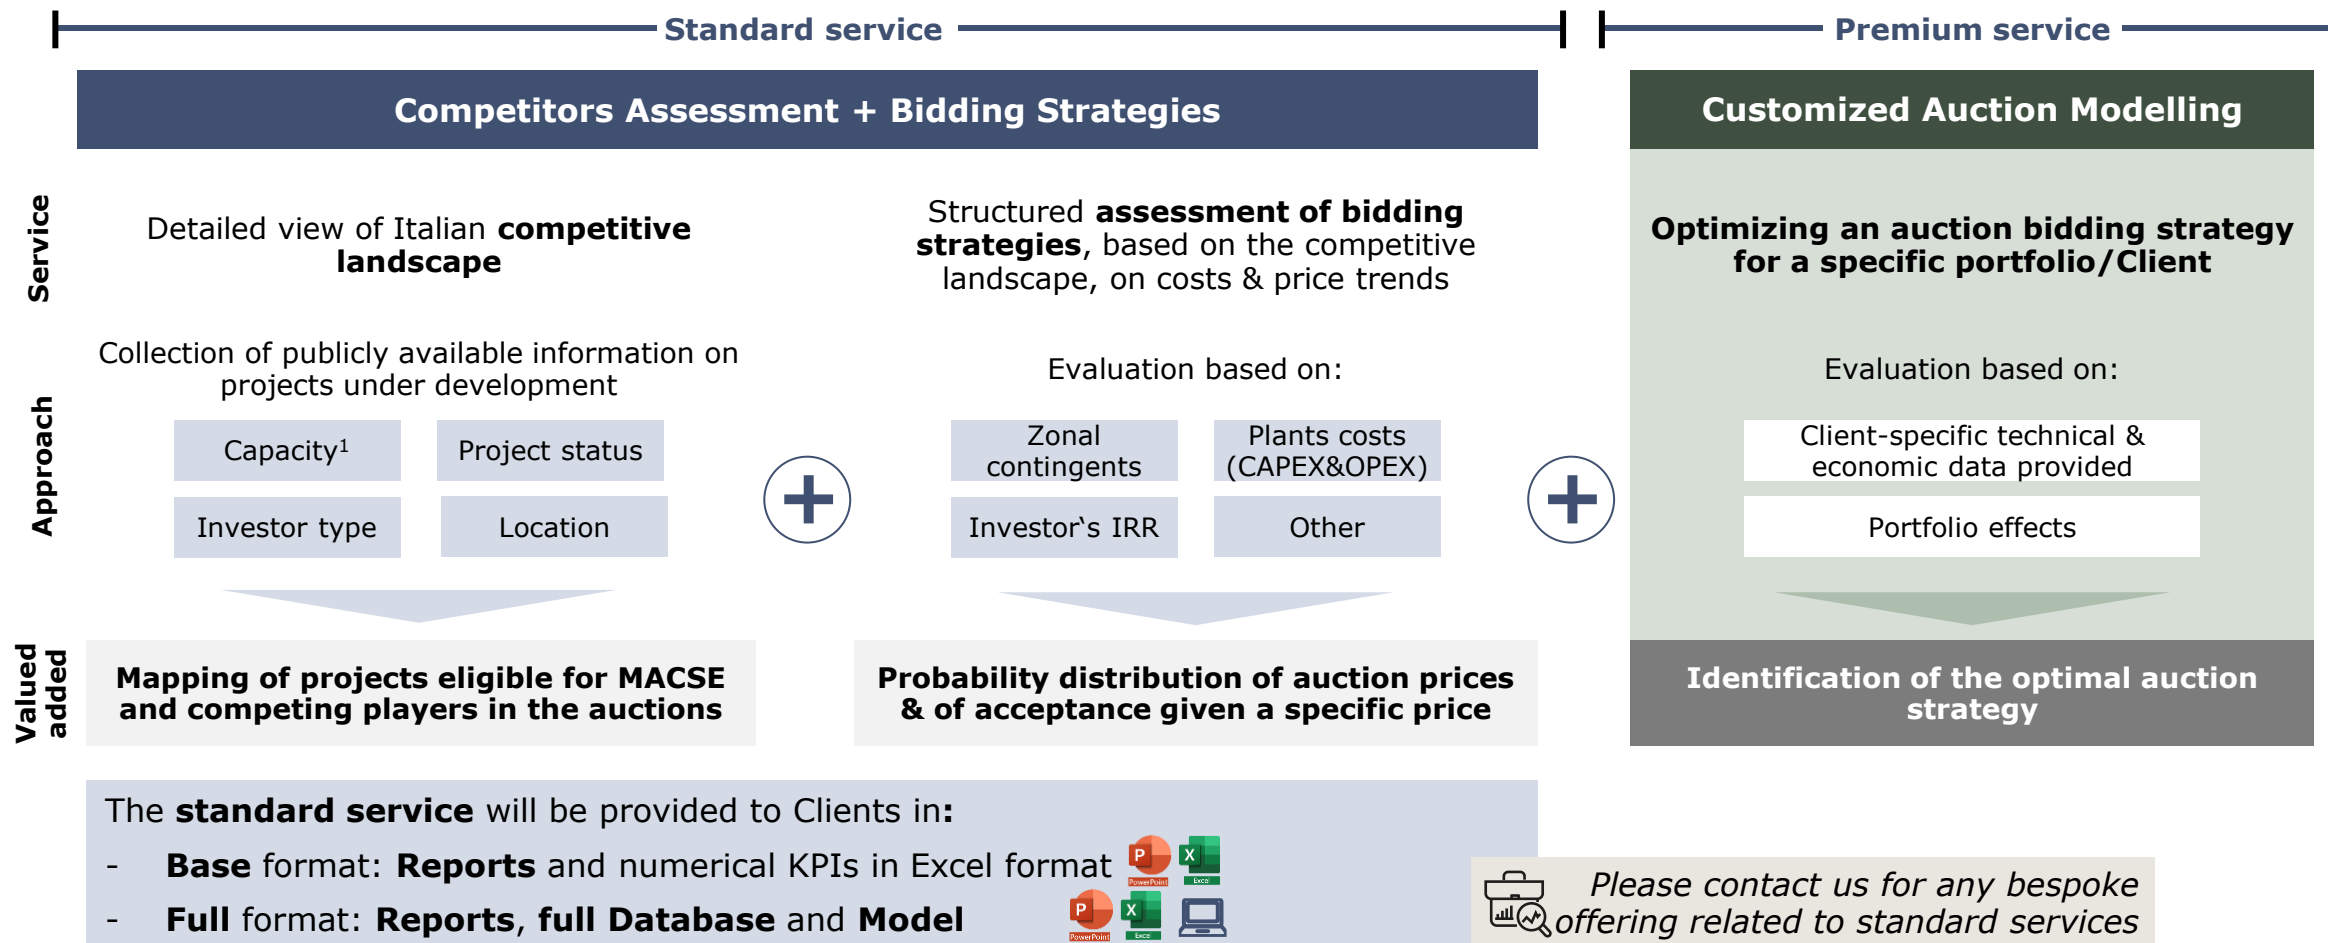 Standard service
Premium service
Competitors Assessment + Bidding Strategies
Customized Auction Modelling
Service
Detailed view of Italian competitive
landscape
Structured assessment of bidding
strategies, based on the competitive
landscape, on costs & price trends
Optimizing an auction bidding strategy
for a specific portfolio/Client
Approach
Collection of publicly available information on
projects under development
Capacity¹
Project status
Investor type
Location
Evaluation based on:
Zonal
contingents
Plants costs
(CAPEX&OPEX)
Investor‘s IRR
Other
Evaluation based on:
Client-specific technical &
economic data provided
Portfolio effects
Valued
added
Mapping of projects eligible for MACSE
and competing players in the auctions
Probability distribution of auction prices
& of acceptance given a specific price
Identification of the optimal auction
strategy
The standard service will be provided to Clients in:
- Base format: Reports and numerical KPIs in Excel format
P
PowerPoint
X
Excel
- Full format: Reports, full Database and Model
P
PowerPoint
X
Excel
Please contact us for any bespoke
offering related to standard services